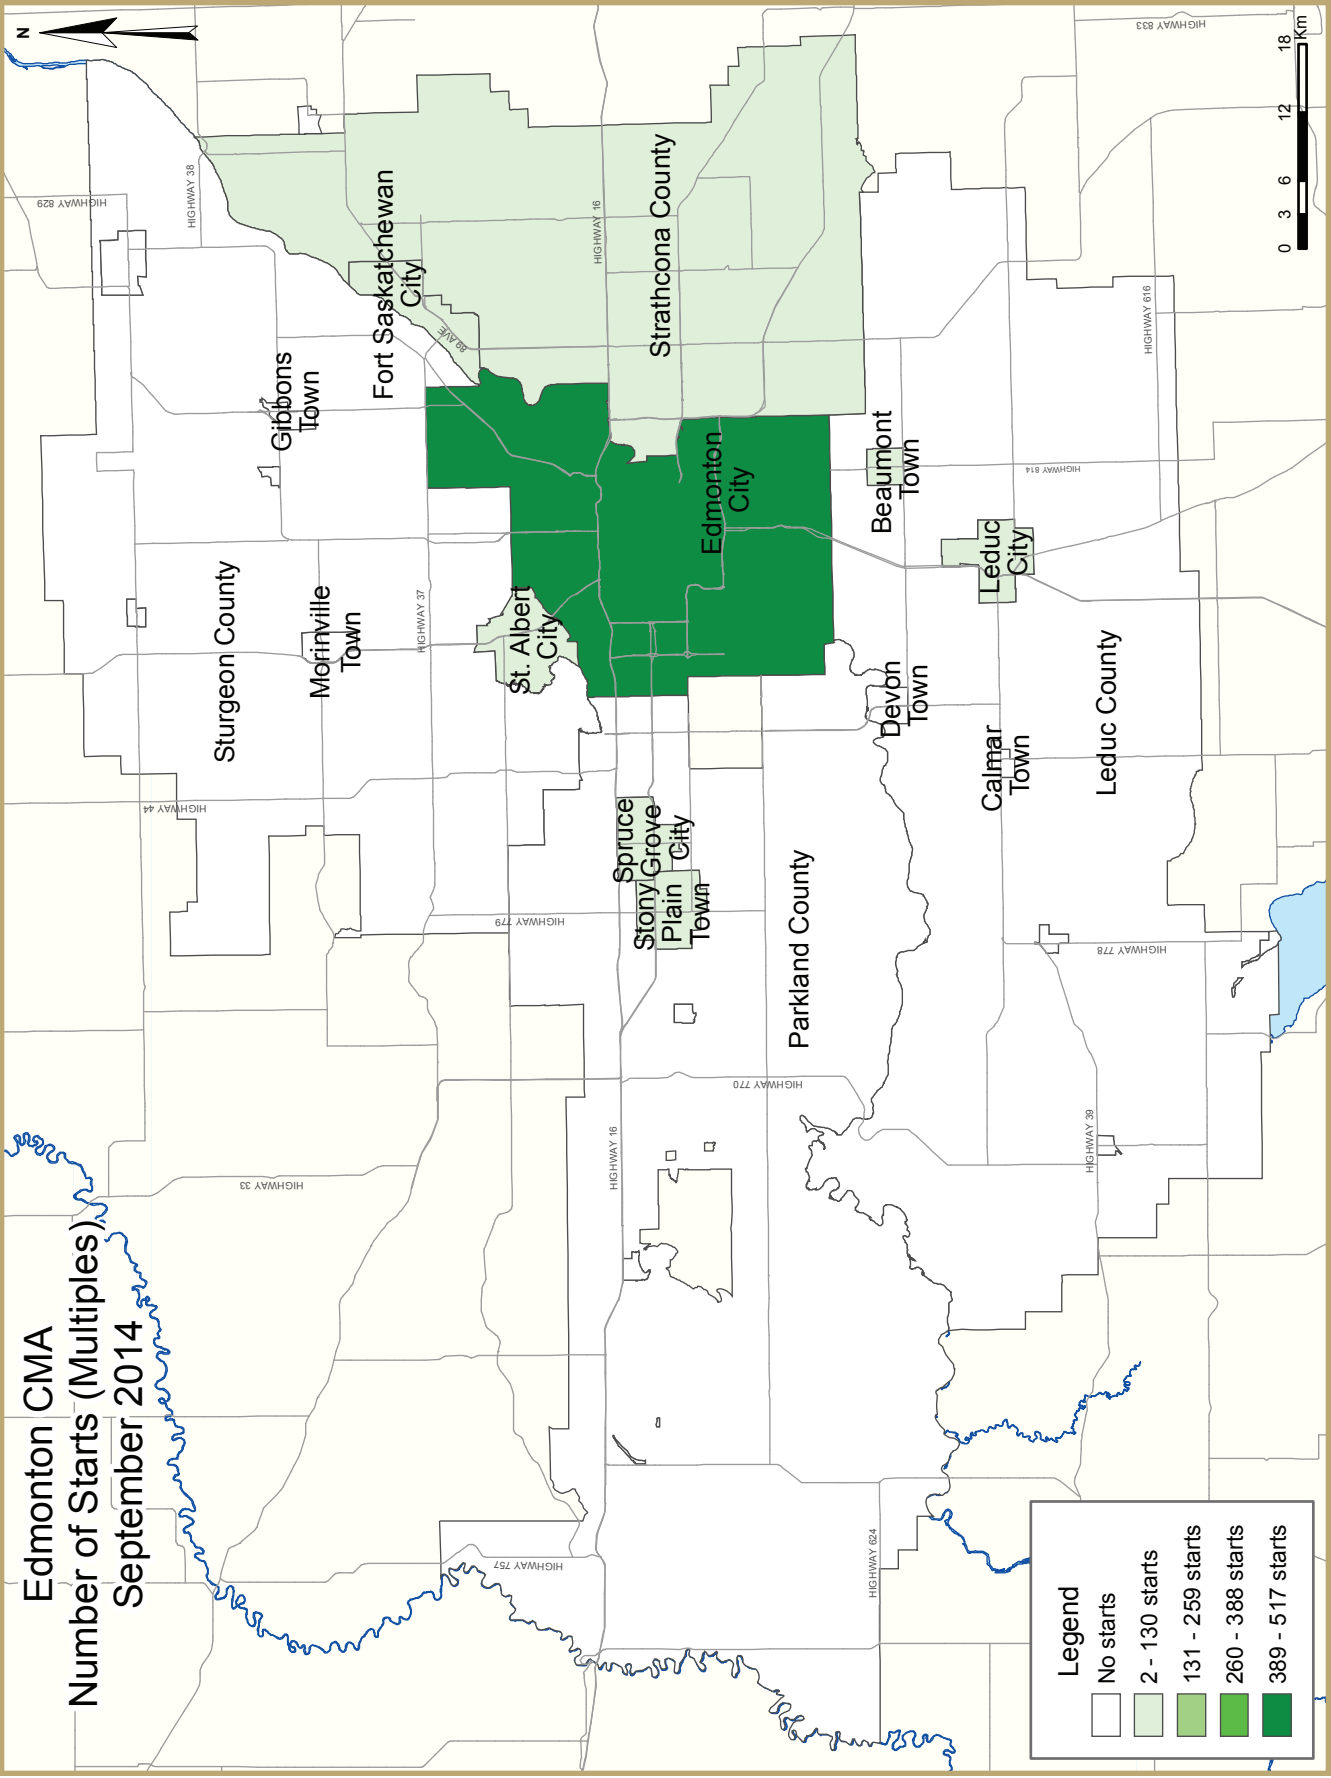 Edmonton CMA
Number of Starts (Multiples)
September 2014
N
HIGHWAY 757
HIGHWAY 33
HIGHWAY 44
HIGHWAY 829
HIGHWAY 38
HIGHWAY 833
Sturgeon County
Gibbons
Town
Morinville
Town
HIGHWAY 37
Fort Saskatchewan
City
89 AVE
HIGHWAY 779
St. Albert
City
HIGHWAY 16
HIGHWAY 16
Strathcona County
Spruce
Grove
City
Stony
Plain
Town
Edmonton
City
HIGHWAY 770
Parkland County
HIGHWAY 624
Devon
Town
Beaumont
Town
Calmar
Town
Leduc
City
HIGHWAY 814
HIGHWAY 39
HIGHWAY 778
Leduc County
HIGHWAY 616
Legend
No starts
2 - 130 starts
131 - 259 starts
260 - 388 starts
389 - 517 starts
0 3 6 12 18
Km